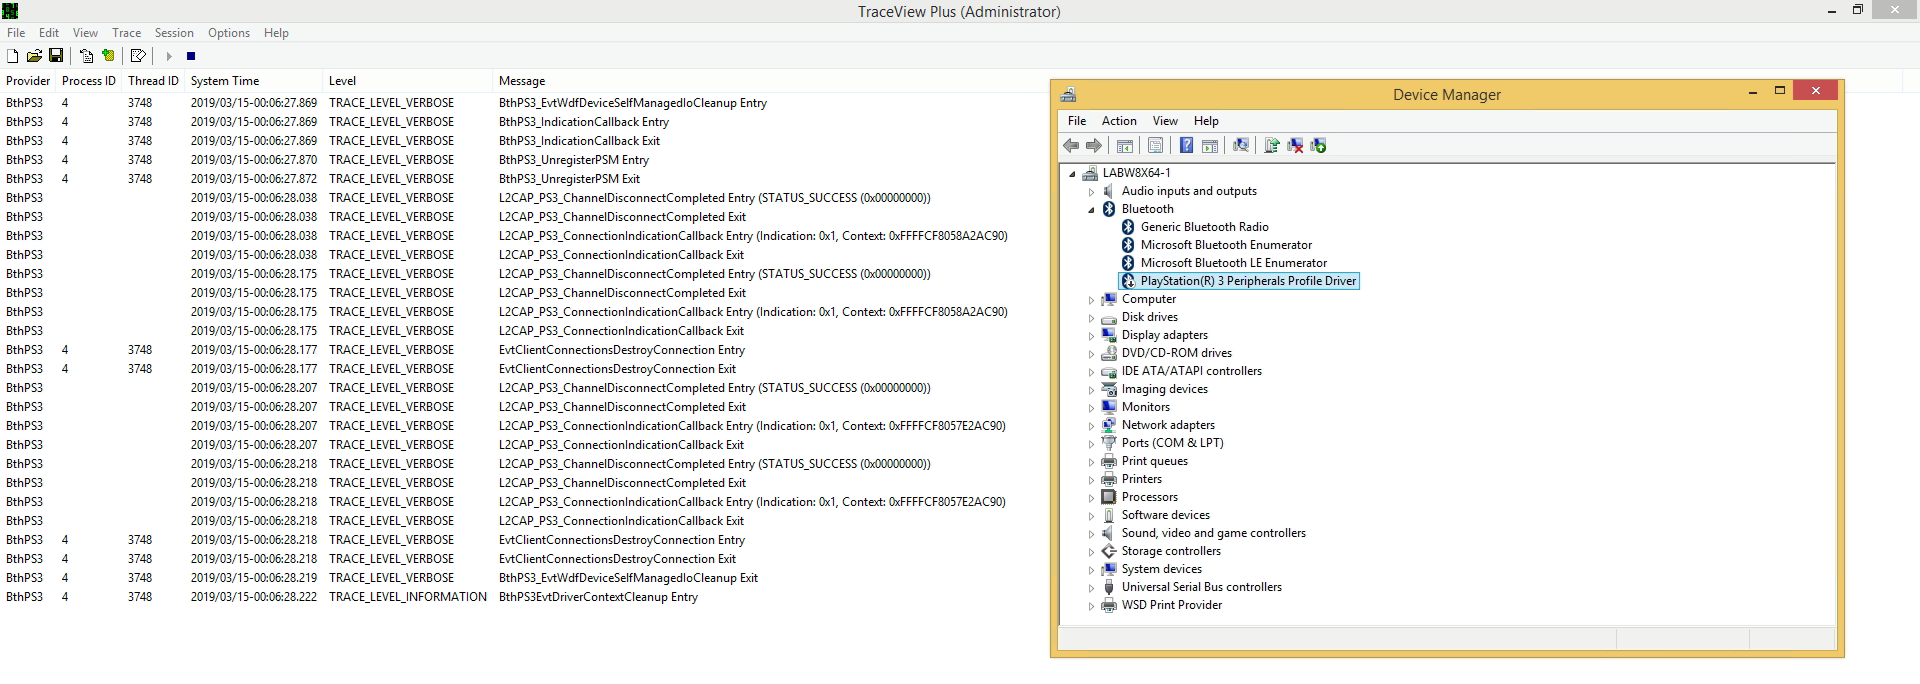 TraceView Plus (Administrator)
File Edit View Trace Session Options Help
Provider Process ID Thread ID System Time Level Message
BthPS3 4 3748 2019/03/15-00:06:27.869 TRACE_LEVEL_VERBOSE BthPS3_EvtWdfDeviceSelfManagedIoCleanup Entry
BthPS3 4 3748 2019/03/15-00:06:27.869 TRACE_LEVEL_VERBOSE BthPS3_IndicationCallback Entry
BthPS3 4 3748 2019/03/15-00:06:27.869 TRACE_LEVEL_VERBOSE BthPS3_IndicationCallback Exit
BthPS3 4 3748 2019/03/15-00:06:27.870 TRACE_LEVEL_VERBOSE BthPS3_UnregisterPSM Entry
BthPS3 4 3748 2019/03/15-00:06:27.872 TRACE_LEVEL_VERBOSE BthPS3_UnregisterPSM Exit
BthPS3 2019/03/15-00:06:28.038 TRACE_LEVEL_VERBOSE L2CAP_PS3_ChannelDisconnectCompleted Entry (STATUS_SUCCESS (0x00000000))
BthPS3 2019/03/15-00:06:28.038 TRACE_LEVEL_VERBOSE L2CAP_PS3_ChannelDisconnectCompleted Exit
BthPS3 2019/03/15-00:06:28.038 TRACE_LEVEL_VERBOSE L2CAP_PS3_ConnectionIndicationCallback Entry (Indication: 0x1, Context: 0xFFFFCF8058A2AC90)
BthPS3 2019/03/15-00:06:28.038 TRACE_LEVEL_VERBOSE L2CAP_PS3_ConnectionIndicationCallback Exit
BthPS3 2019/03/15-00:06:28.175 TRACE_LEVEL_VERBOSE L2CAP_PS3_ChannelDisconnectCompleted Entry (STATUS_SUCCESS (0x00000000))
BthPS3 2019/03/15-00:06:28.175 TRACE_LEVEL_VERBOSE L2CAP_PS3_ChannelDisconnectCompleted Exit
BthPS3 2019/03/15-00:06:28.175 TRACE_LEVEL_VERBOSE L2CAP_PS3_ConnectionIndicationCallback Entry (Indication: 0x1, Context: 0xFFFFCF8058A2AC90)
BthPS3 2019/03/15-00:06:28.175 TRACE_LEVEL_VERBOSE L2CAP_PS3_ConnectionIndicationCallback Exit
BthPS3 4 3748 2019/03/15-00:06:28.177 TRACE_LEVEL_VERBOSE EvtClientConnectionsDestroyConnection Entry
BthPS3 4 3748 2019/03/15-00:06:28.177 TRACE_LEVEL_VERBOSE EvtClientConnectionsDestroyConnection Exit
BthPS3 2019/03/15-00:06:28.207 TRACE_LEVEL_VERBOSE L2CAP_PS3_ChannelDisconnectCompleted Entry (STATUS_SUCCESS (0x00000000))
BthPS3 2019/03/15-00:06:28.207 TRACE_LEVEL_VERBOSE L2CAP_PS3_ChannelDisconnectCompleted Exit
BthPS3 2019/03/15-00:06:28.207 TRACE_LEVEL_VERBOSE L2CAP_PS3_ConnectionIndicationCallback Entry (Indication: 0x1, Context: 0xFFFFCF8057E2AC90)
BthPS3 2019/03/15-00:06:28.207 TRACE_LEVEL_VERBOSE L2CAP_PS3_ConnectionIndicationCallback Exit
BthPS3 2019/03/15-00:06:28.218 TRACE_LEVEL_VERBOSE L2CAP_PS3_ChannelDisconnectCompleted Entry (STATUS_SUCCESS (0x00000000))
BthPS3 2019/03/15-00:06:28.218 TRACE_LEVEL_VERBOSE L2CAP_PS3_ChannelDisconnectCompleted Exit
BthPS3 2019/03/15-00:06:28.218 TRACE_LEVEL_VERBOSE L2CAP_PS3_ConnectionIndicationCallback Entry (Indication: 0x1, Context: 0xFFFFCF8057E2AC90)
BthPS3 2019/03/15-00:06:28.218 TRACE_LEVEL_VERBOSE L2CAP_PS3_ConnectionIndicationCallback Exit
BthPS3 4 3748 2019/03/15-00:06:28.218 TRACE_LEVEL_VERBOSE EvtClientConnectionsDestroyConnection Entry
BthPS3 4 3748 2019/03/15-00:06:28.218 TRACE_LEVEL_VERBOSE EvtClientConnectionsDestroyConnection Exit
BthPS3 4 3748 2019/03/15-00:06:28.219 TRACE_LEVEL_VERBOSE BthPS3_EvtWdfDeviceSelfManagedIoCleanup Exit
BthPS3 4 3748 2019/03/15-00:06:28.222 TRACE_LEVEL_INFORMATION BthPS3EvtDriverContextCleanup Entry
Device Manager
File Action View Help
LABW8X64-1
Audio inputs and outputs
Bluetooth
Generic Bluetooth Radio
Microsoft Bluetooth Enumerator
Microsoft Bluetooth LE Enumerator
PlayStation(R) 3 Peripherals Profile Driver
Computer
Disk drives
Display adapters
DVD/CD-ROM drives
IDE ATA/ATAPI controllers
Imaging devices
Monitors
Network adapters
Ports (COM & LPT)
Print queues
Printers
Processors
Software devices
Sound, video and game controllers
Storage controllers
System devices
Universal Serial Bus controllers
WSD Print Provider